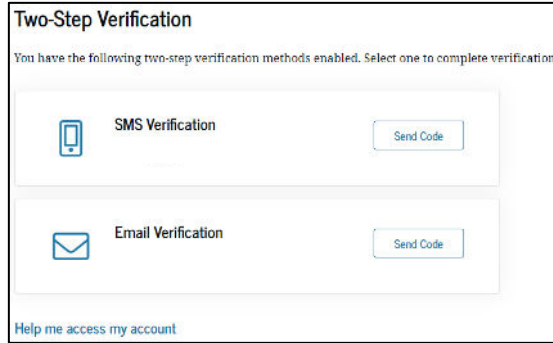 Two-Step Verification
You have the following two-step verification methods enabled. Select one to complete verification
SMS Verification
Send Code
Email Verification
Send Code
Help me access my account